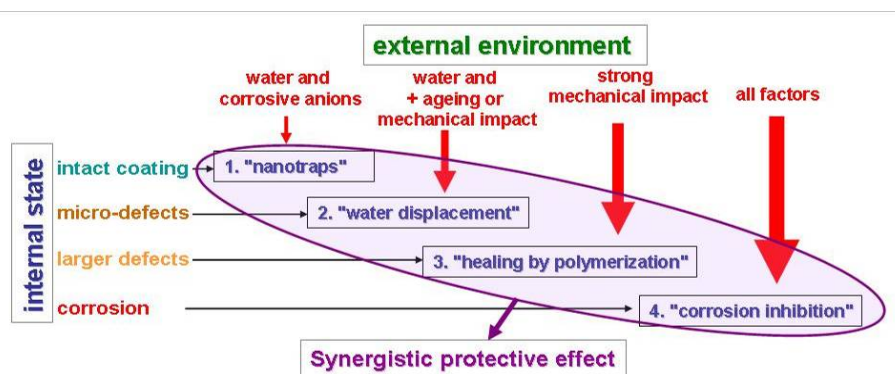 external environment
water and
corrosive anions
water and
+ ageing or
mechanical impact
strong
mechanical impact
all factors
internal state
intact coating
1. "nanotraps"
micro-defects
2. "water displacement"
larger defects
3. "healing by polymerization"
corrosion
4. "corrosion inhibition"
Synergistic protective effect